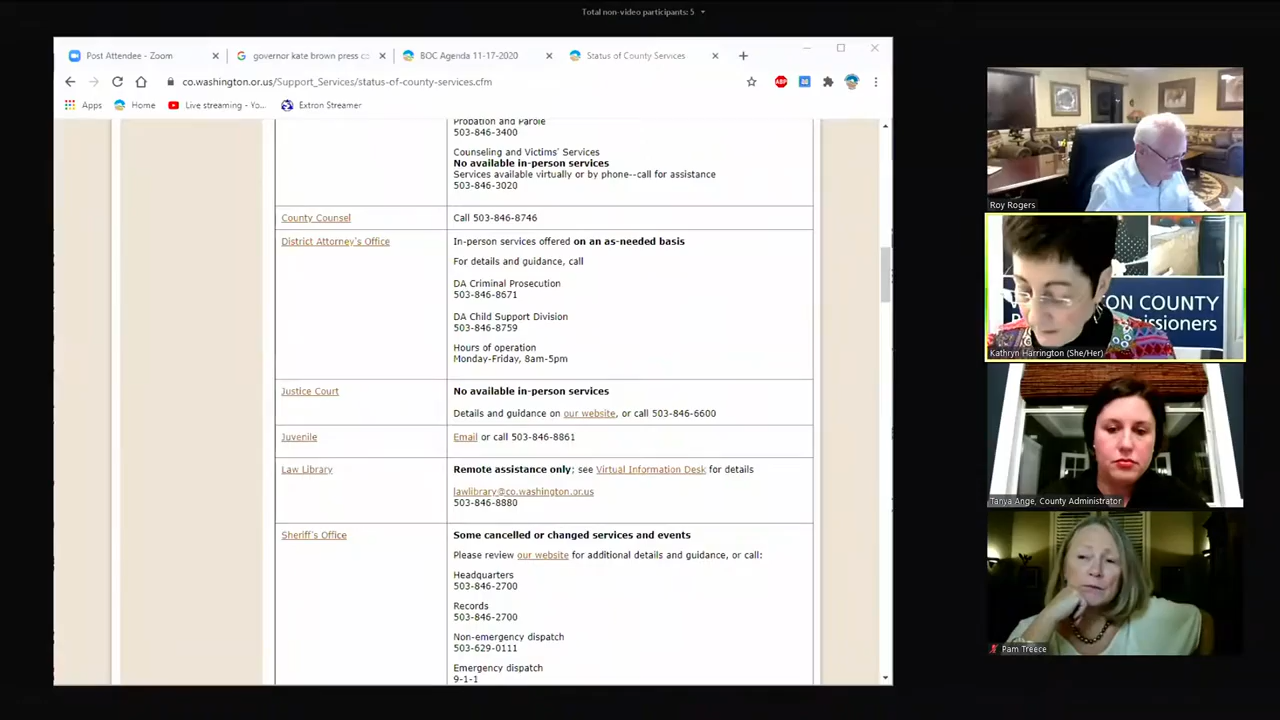 Total non-video participants: 5
Post Attendee - Zoom
governor kate brown press co
BOC Agenda 11-17-2020
Status of County Services
co.washington.or.us/Support_Services/status-of-county-services.cfm
ABP
Apps
Home
Live streaming - Yo...
Extron Streamer
Probation and Parole
503-846-3400
Counseling and Victims' Services
No available in-person services
Services available virtually or by phone--call for assistance
503-846-3020
County Counsel
Call 503-846-8746
District Attorney's Office
In-person services offered on an as-needed basis
For details and guidance, call
DA Criminal Prosecution
503-846-8671
DA Child Support Division
503-846-8759
Hours of operation
Monday-Friday, 8am-5pm
Justice Court
No available in-person services
Details and guidance on our website, or call 503-846-6600
Juvenile
Email or call 503-846-8861
Law Library
Remote assistance only; see Virtual Information Desk for details
lawlibrary@co.washington.or.us
503-846-8880
Sheriff's Office
Some cancelled or changed services and events
Please review our website for additional details and guidance, or call:
Headquarters
503-846-2700
Records
503-846-2700
Non-emergency dispatch
503-629-0111
Emergency dispatch
9-1-1
Roy Rogers
ON COUNTY
issioners
Kathryn Harrington (She/Her)
Tanya Ange, County Administrator
Pam Treece